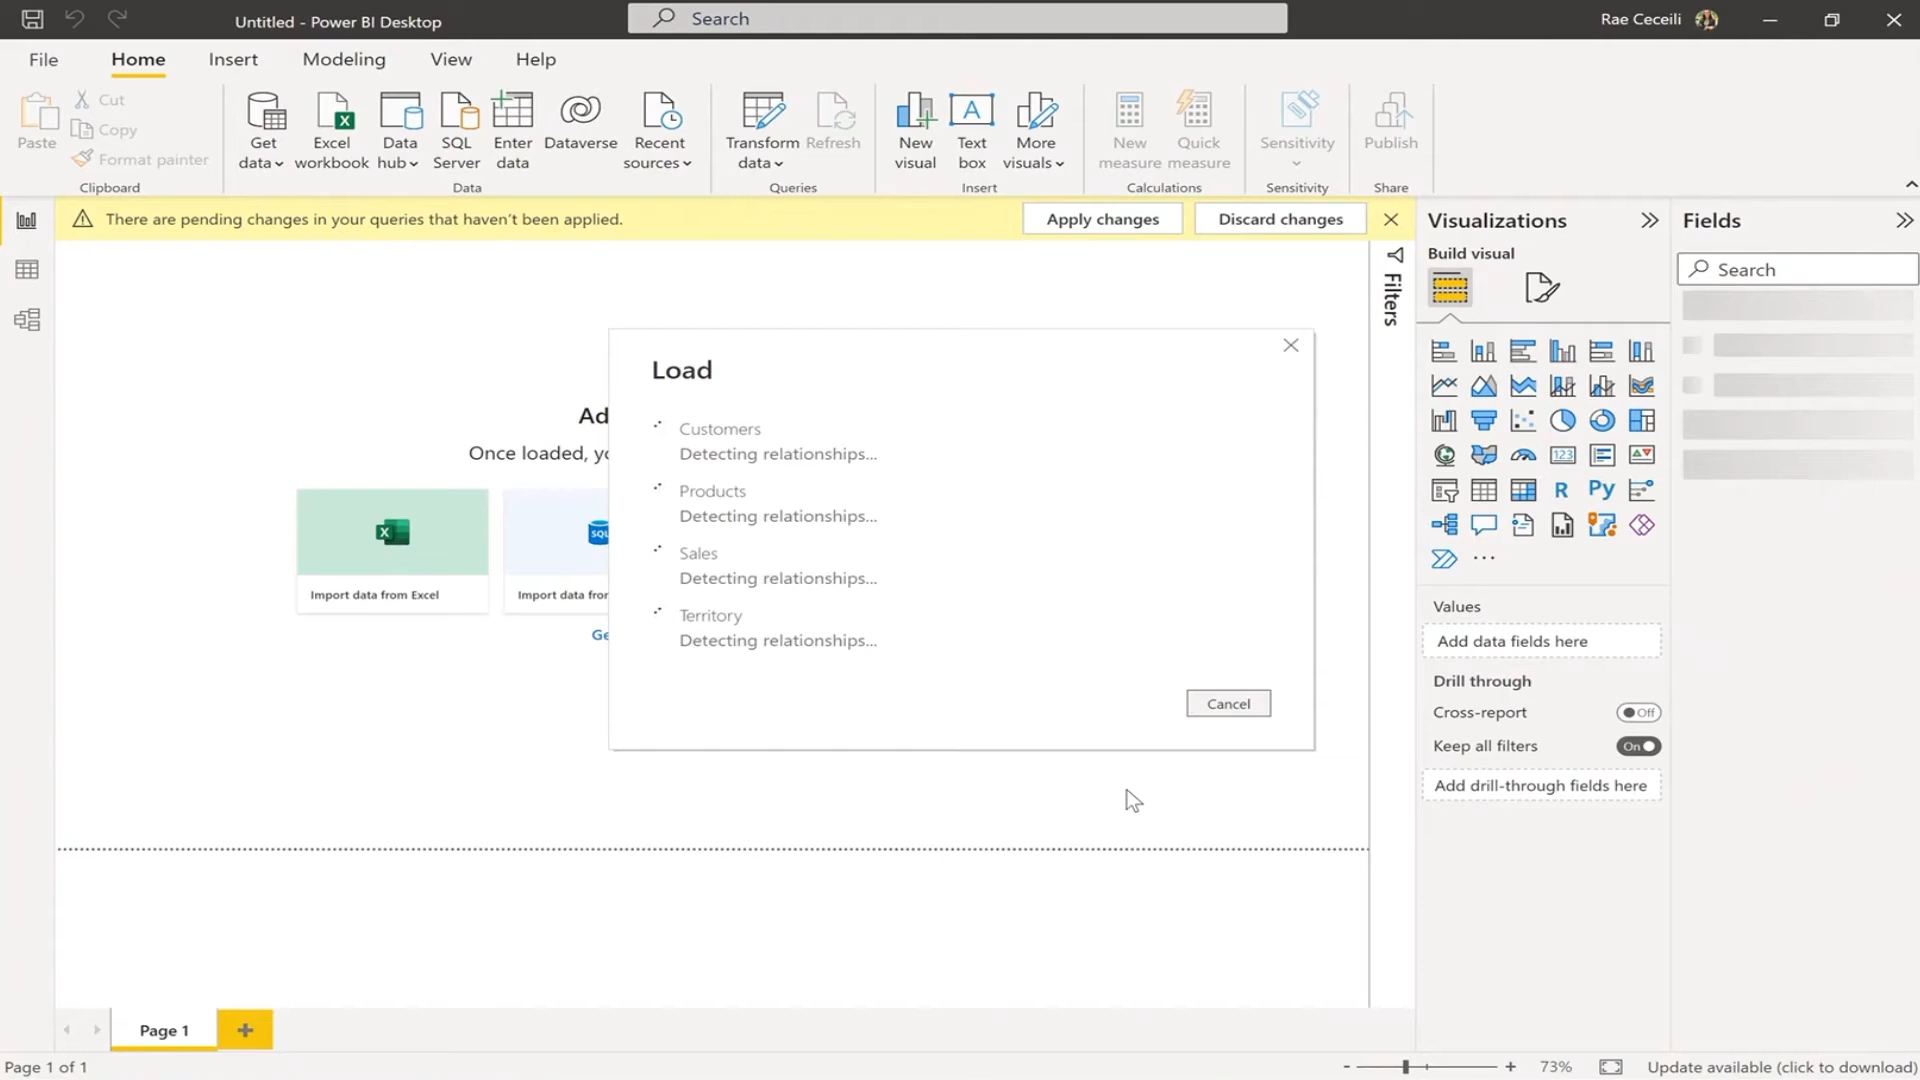 Untitled - Power BI Desktop
Search
Rae Ceceili
File
Home
Insert
Modeling
View
Help
Paste
Cut
Copy
Format painter
Clipboard
Get
data
Excel
workbook
Data
hub
SQL
Server
Enter
data
Dataverse
Recent
sources
Data
Transform
data
Refresh
Queries
New
visual
A
Text
box
More
visuals
Insert
New
measure
Quick
measure
Calculations
Sensitivity
Sensitivity
Publish
Share
There are pending changes in your queries that haven't been applied.
Apply changes
Discard changes
Filters
Visualizations
Build visual
123
R
Py
Values
Add data fields here
Drill through
Cross-report
Off
Keep all filters
On
Add drill-through fields here
Fields
Search
Ad
Once loaded, yo
X
Import data from Excel
SQL
Import data fror
Ge
Load
Customers
Detecting relationships...
Products
Detecting relationships...
Sales
Detecting relationships...
Territory
Detecting relationships...
Cancel
Page 1
Page 1 of 1
73%
Update available (click to download)